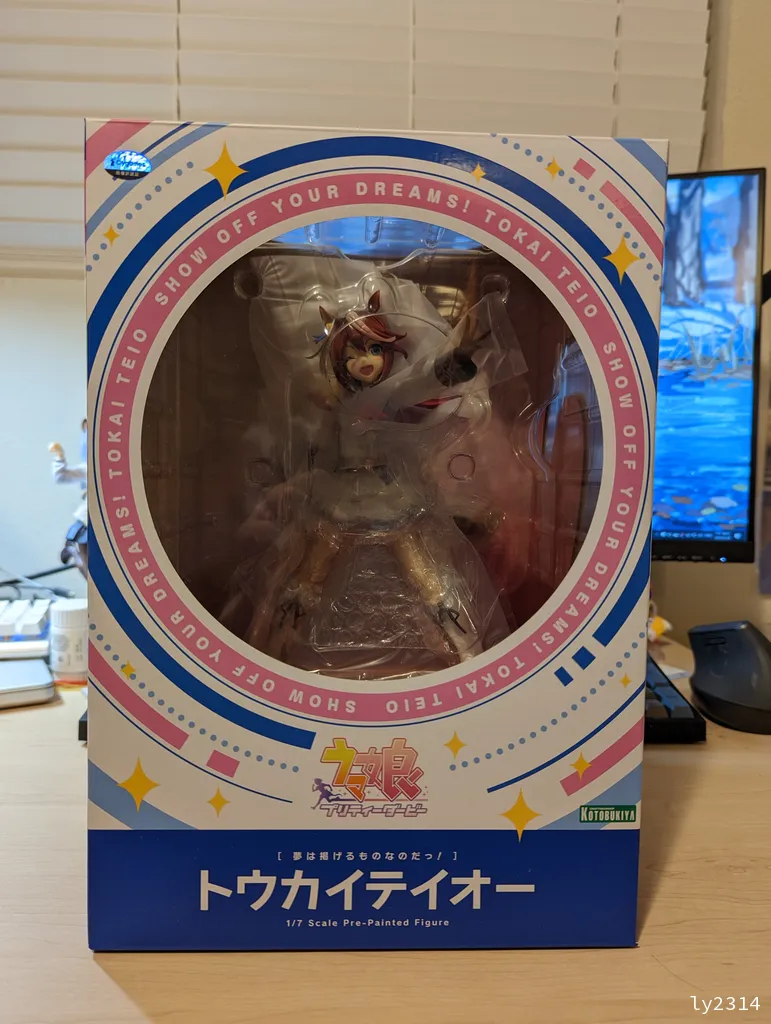 SHOW OFF YOUR DREAMS! TOKAI TEIO
SHOW OFF YOUR DREAMS! TOKAI TEIO
SHOW OFF YOUR DREAMS! TOKAI TEIO
ウマ娘
プリティーダービー
KOTOBUKIYA
[ 夢は掲げるものなのだっ! ]
トウカイテイオー
1/7 Scale Pre-Painted Figure
ly2314